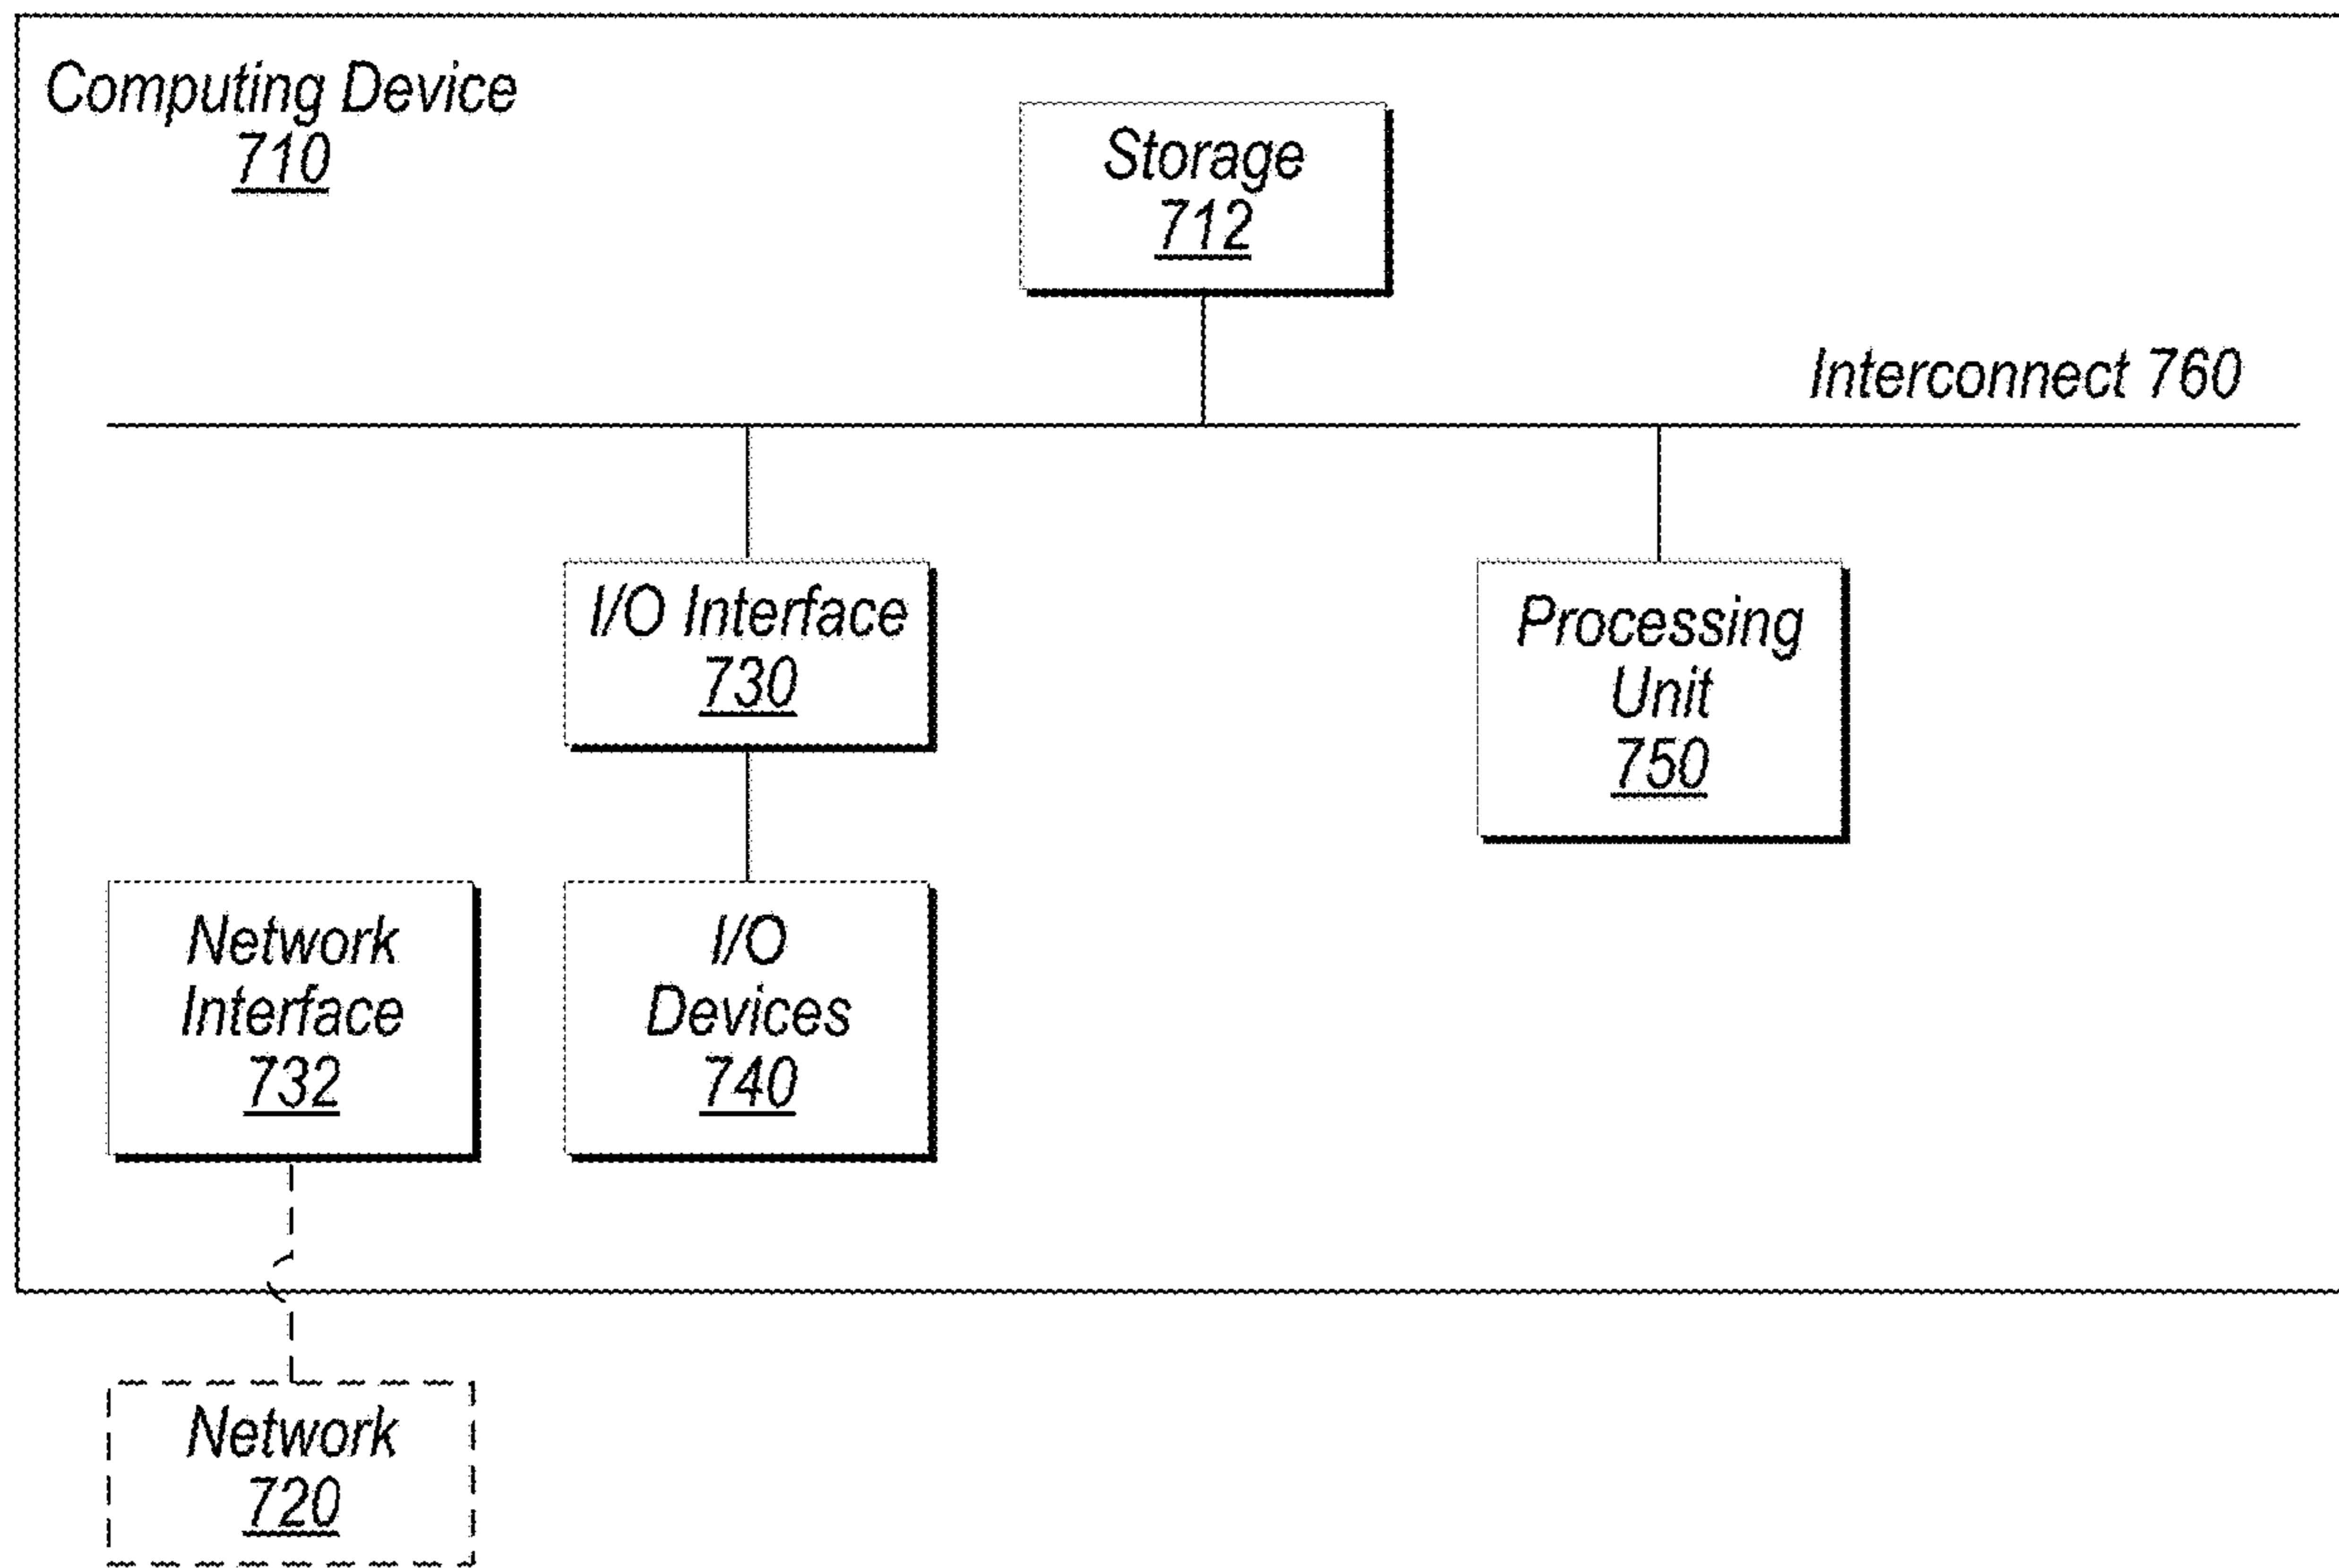 Computing Device
710
Storage
712
Interconnect 760
I/O Interface
730
Processing
Unit
750
Network
Interface
732
I/O
Devices
740
Network
720